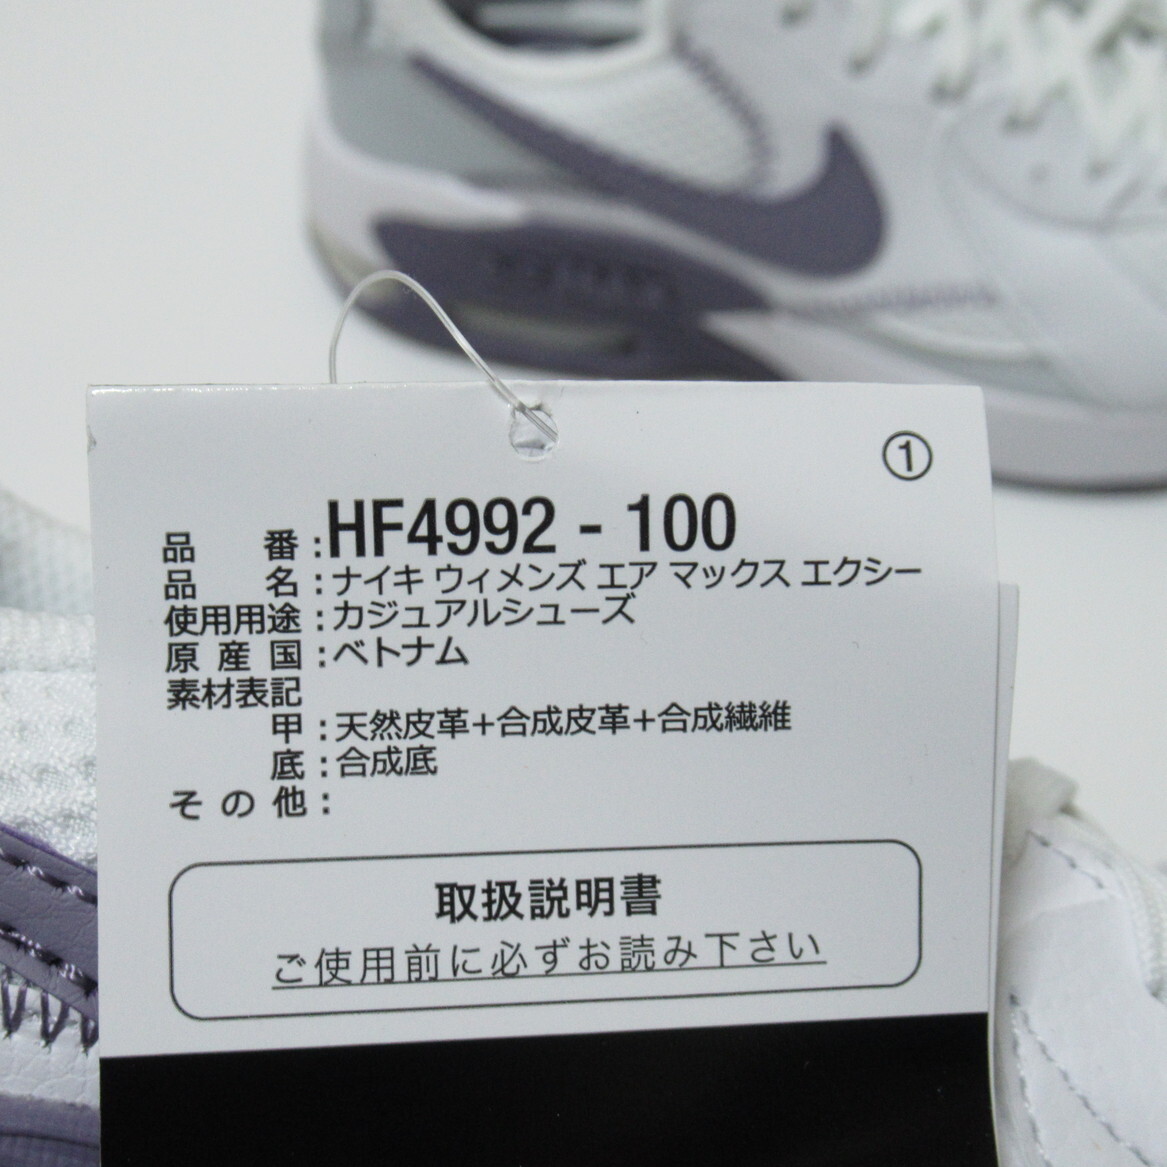 ①
品番:HF4992 - 100
品名:ナイキ ウィメンズ エア マックス エクシー
使用用途:カジュアルシューズ
原産国:ベトナム
素材表記
甲:天然皮革+合成皮革+合成繊維
底:合成底
その他:
取扱説明書
ご使用前に必ずお読み下さい